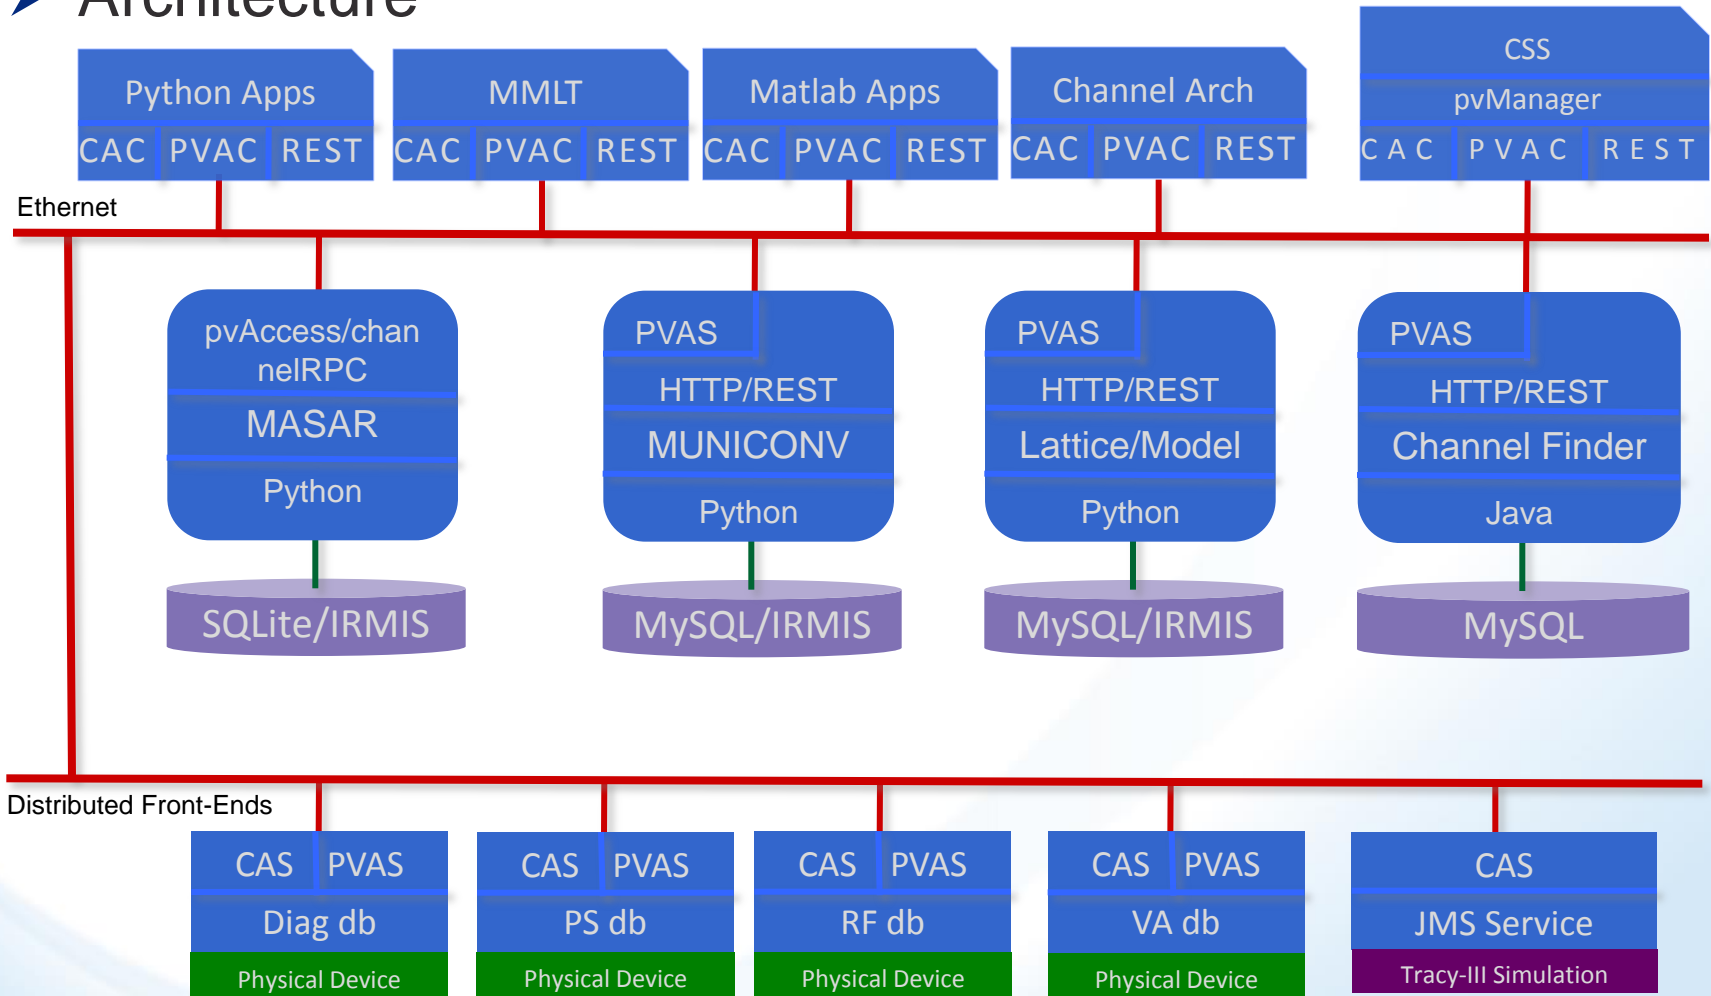 Architecture
Python Apps
CAC PVAC REST
MMLT
CAC PVAC REST
Matlab Apps
CAC PVAC REST
Channel Arch
CAC PVAC REST
CSS
pvManager
CAC PVAC REST
Ethernet
pvAccess/chan
nelRPC
MASAR
Python
SQLite/IRMIS
PVAS
HTTP/REST
MUNICONV
Python
MySQL/IRMIS
PVAS
HTTP/REST
Lattice/Model
Python
MySQL/IRMIS
PVAS
HTTP/REST
Channel Finder
Java
MySQL
Distributed Front-Ends
CAS PVAS
Diag db
Physical Device
CAS PVAS
PS db
Physical Device
CAS PVAS
RF db
Physical Device
CAS PVAS
VA db
Physical Device
CAS
JMS Service
Tracy-III Simulation